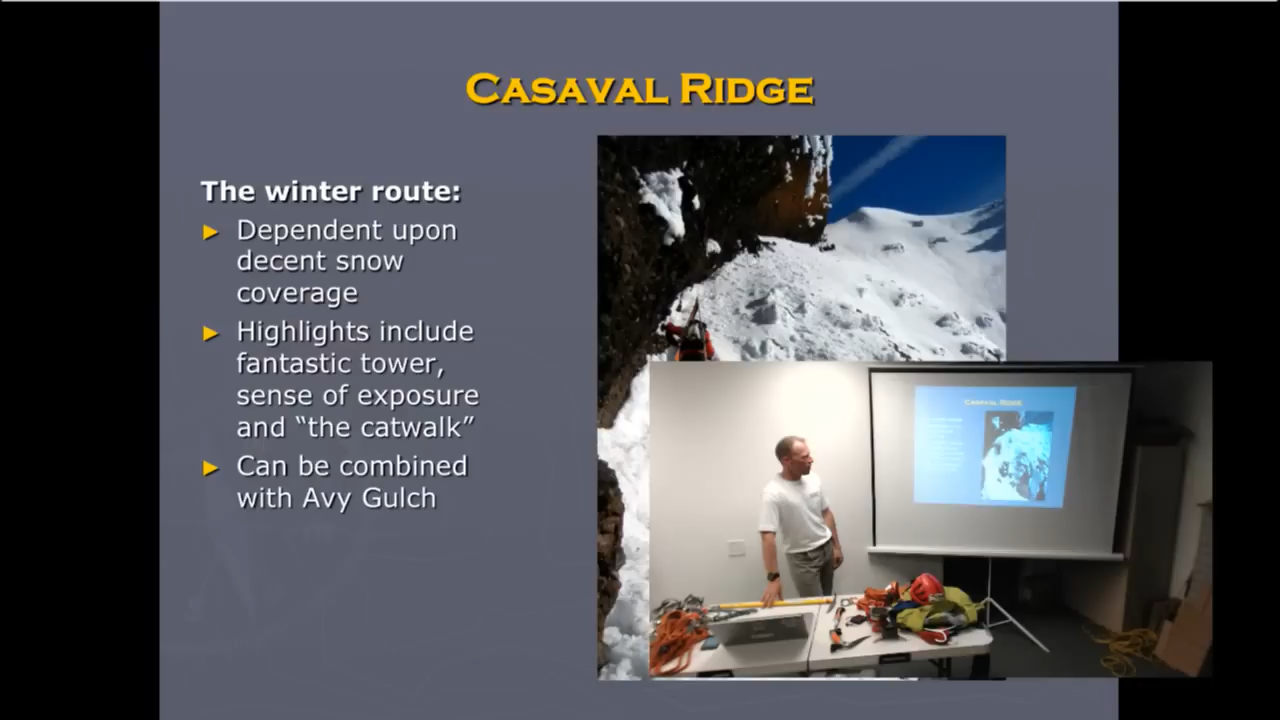 CASAVAL RIDGE
The winter route:
► Dependent upon
decent snow
coverage
► Highlights include
fantastic tower,
sense of exposure
and “the catwalk”
► Can be combined
with Avy Gulch
CASAVAL RIDGE